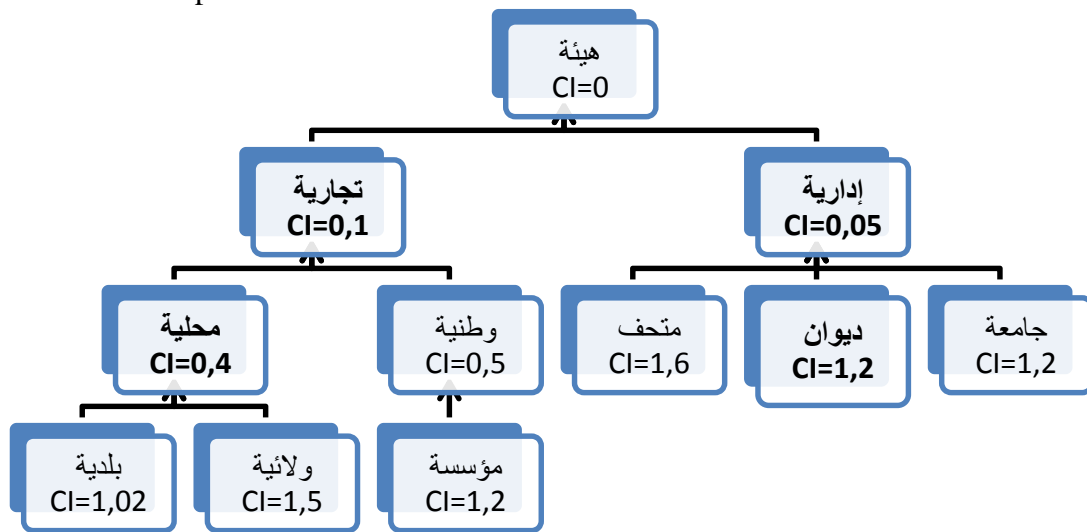 هيئة
CI=0
تجارية
CI=0,1
إدارية
CI=0,05
محلية
CI=0,4
وطنية
CI=0,5
متحف
CI=1,6
ديوان
CI=1,2
جامعة
CI=1,2
بلدية
CI=1,02
ولائية
CI=1,5
مؤسسة
CI=1,2